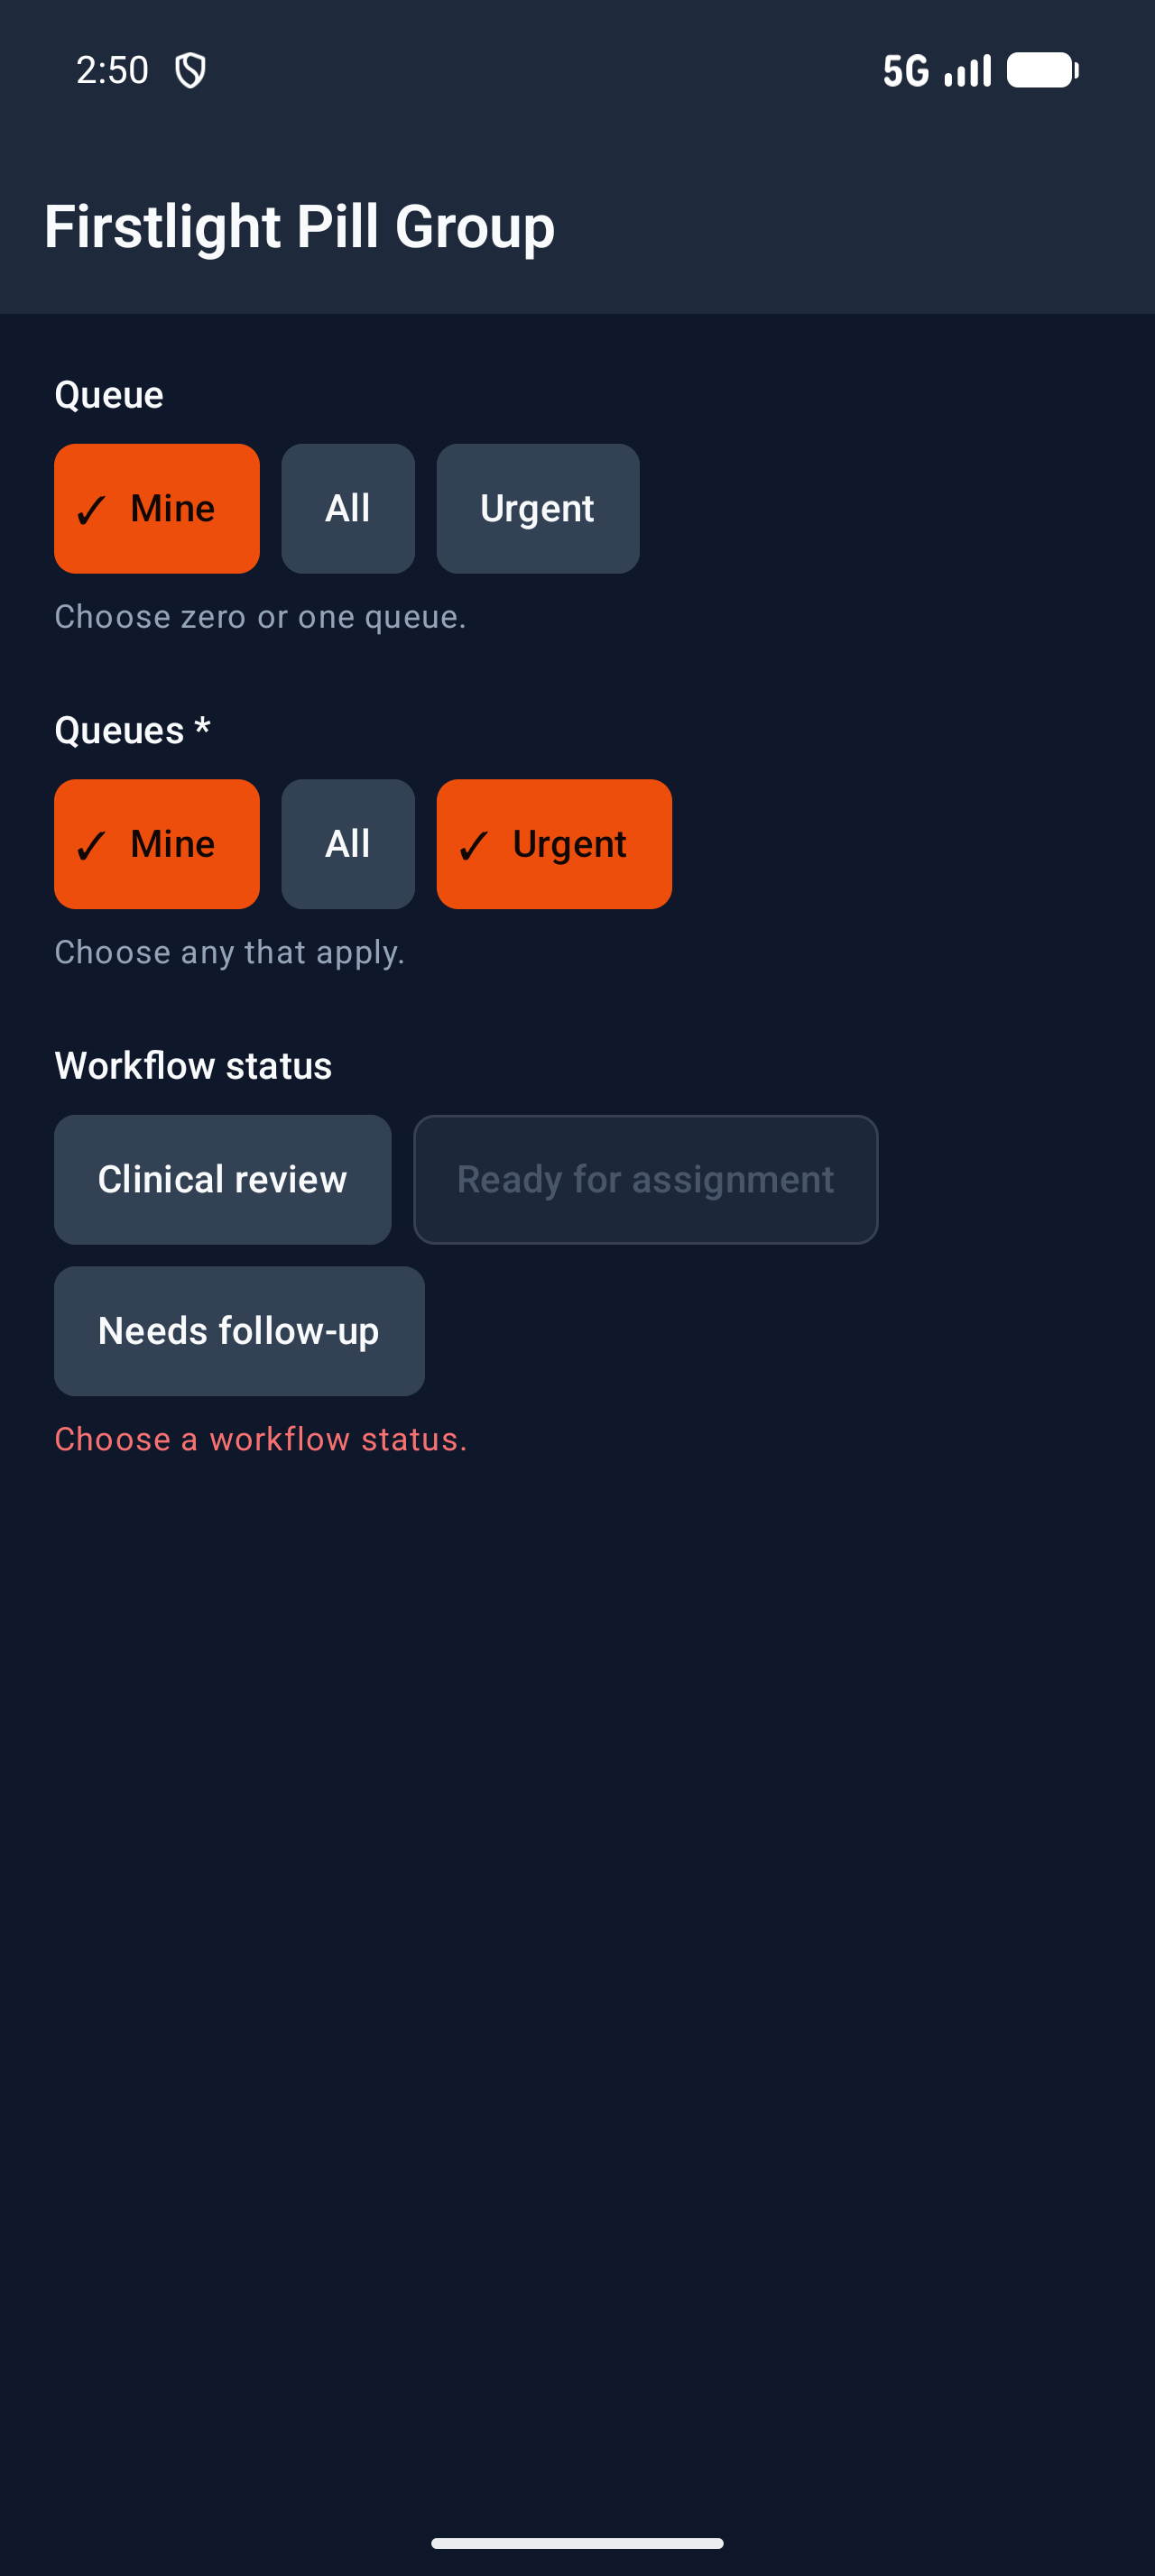 2:50 5G
Firstlight Pill Group
Queue
✓ Mine All Urgent
Choose zero or one queue.
Queues *
✓ Mine All ✓ Urgent
Choose any that apply.
Workflow status
Clinical review Ready for assignment
Needs follow-up
Choose a workflow status.